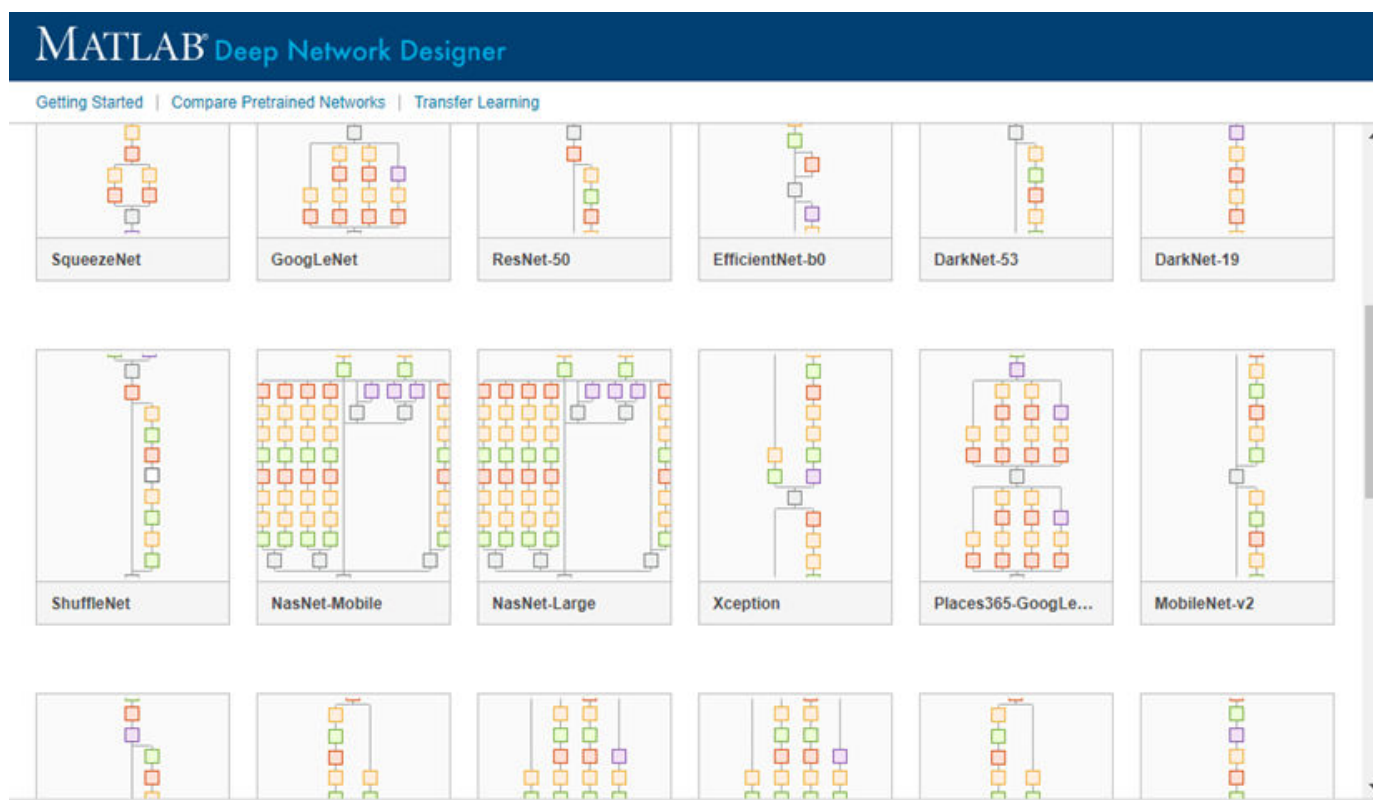 MATLAB® Deep Network Designer
Getting Started | Compare Pretrained Networks | Transfer Learning
SqueezeNet GoogLeNet ResNet-50 EfficientNet-b0 DarkNet-53 DarkNet-19
ShuffleNet NasNet-Mobile NasNet-Large Xception Places365-GoogLe... MobileNet-v2